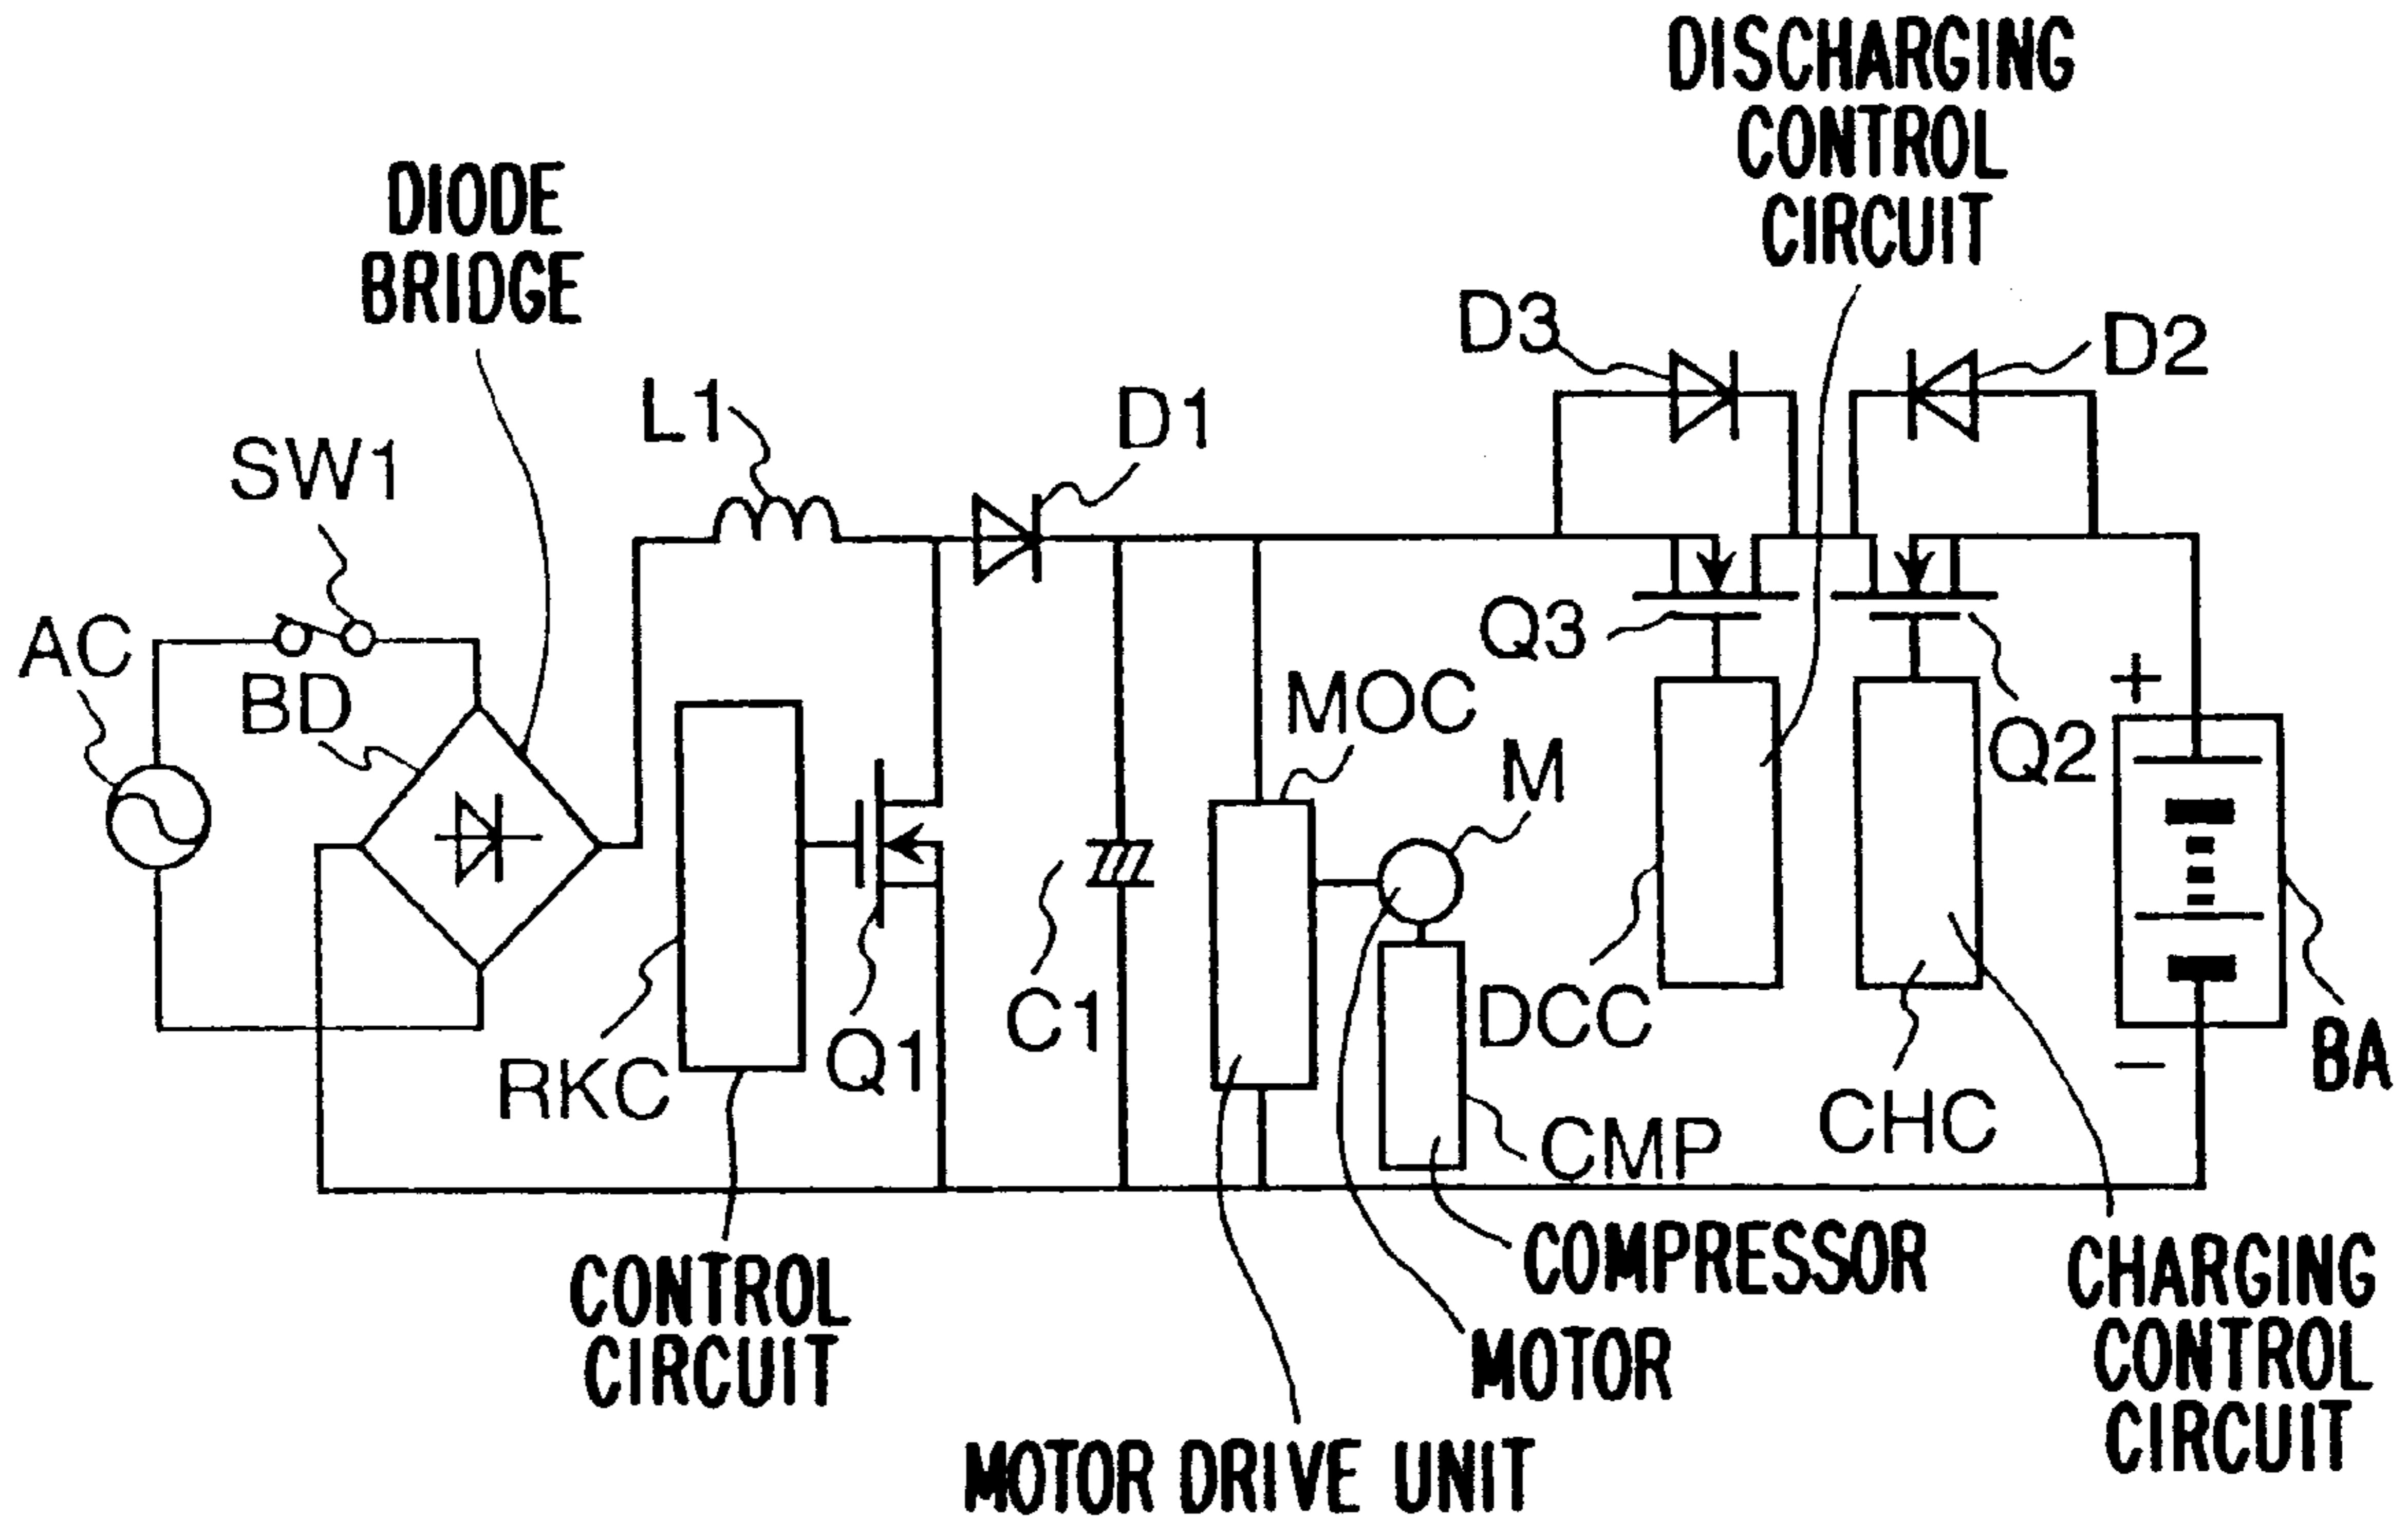 DISCHARGING
CONTROL
CIRCUIT
DIODE
BRIDGE
D3
D2
L1
D1
SW1
AC
BD
Q3
MOC
M
Q2
+
DCC
C1
Q1
RKC
BA
−
CHC
CMP
COMPRESSOR
CONTROL
CIRCUIT
MOTOR
CHARGING
CONTROL
CIRCUIT
MOTOR DRIVE UNIT